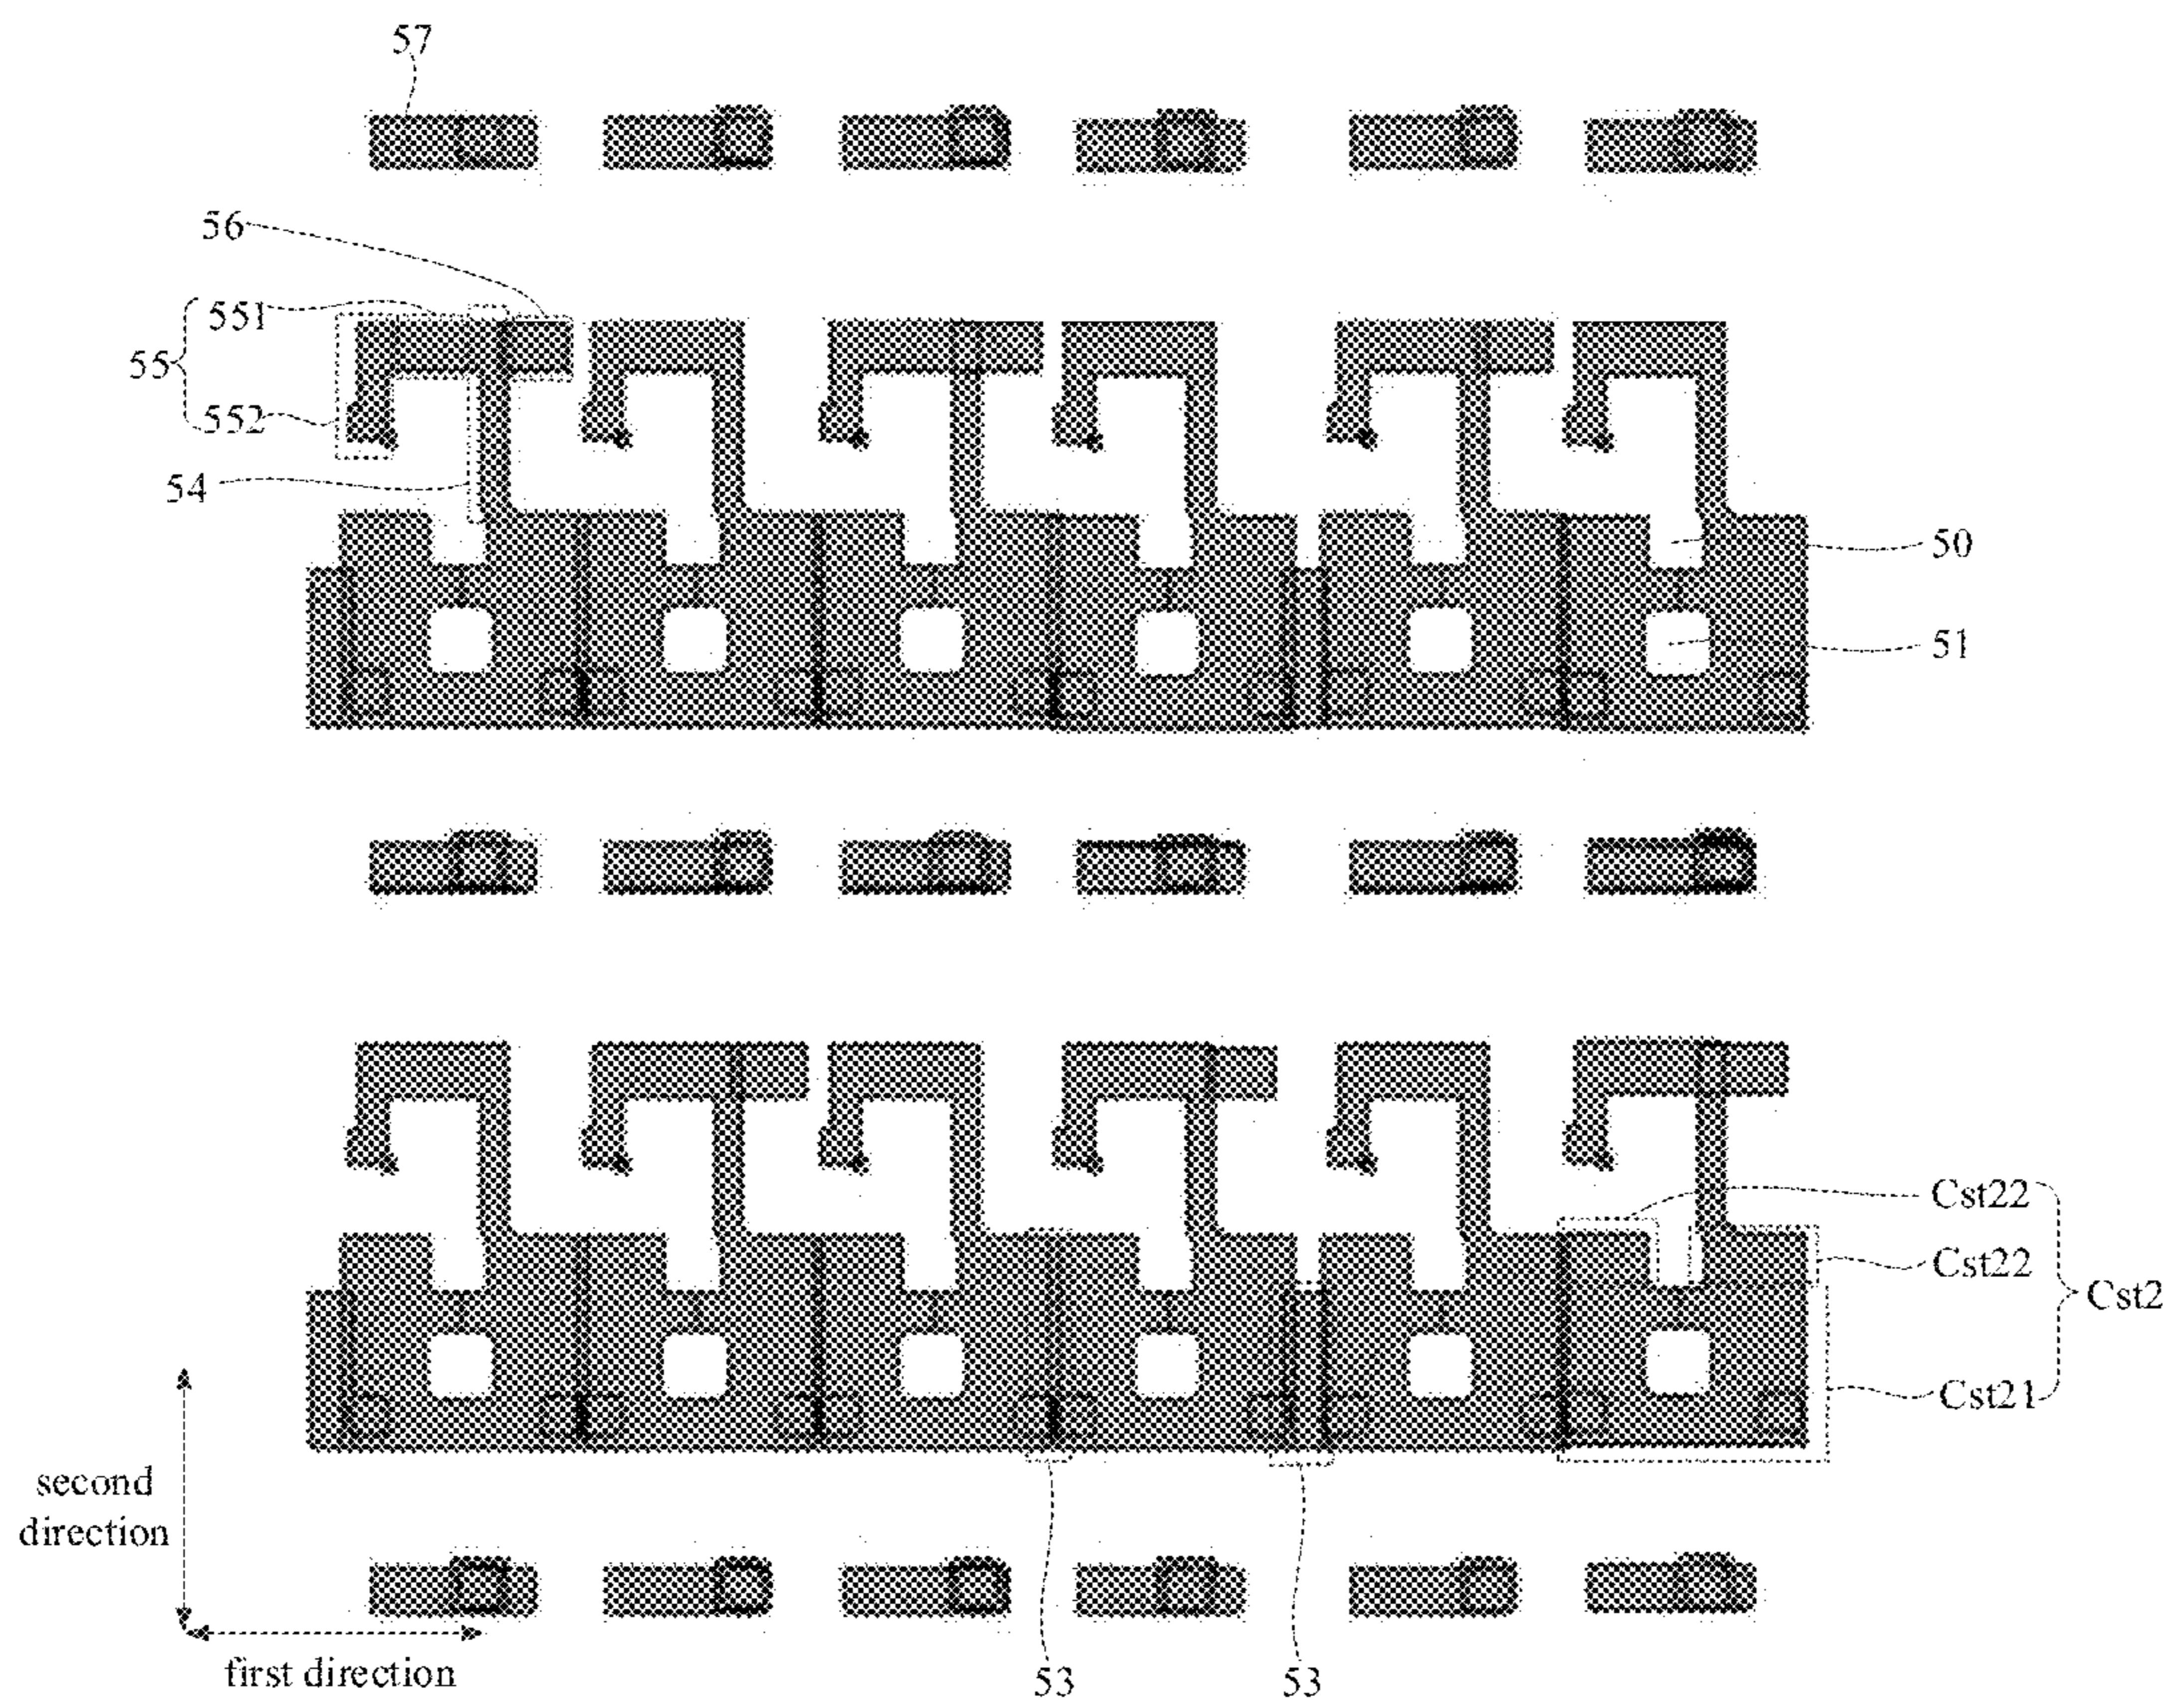 57
56
551
55
552
54
50
51
Cst22
Cst22
Cst2
Cst21
second
direction
first direction
53
53